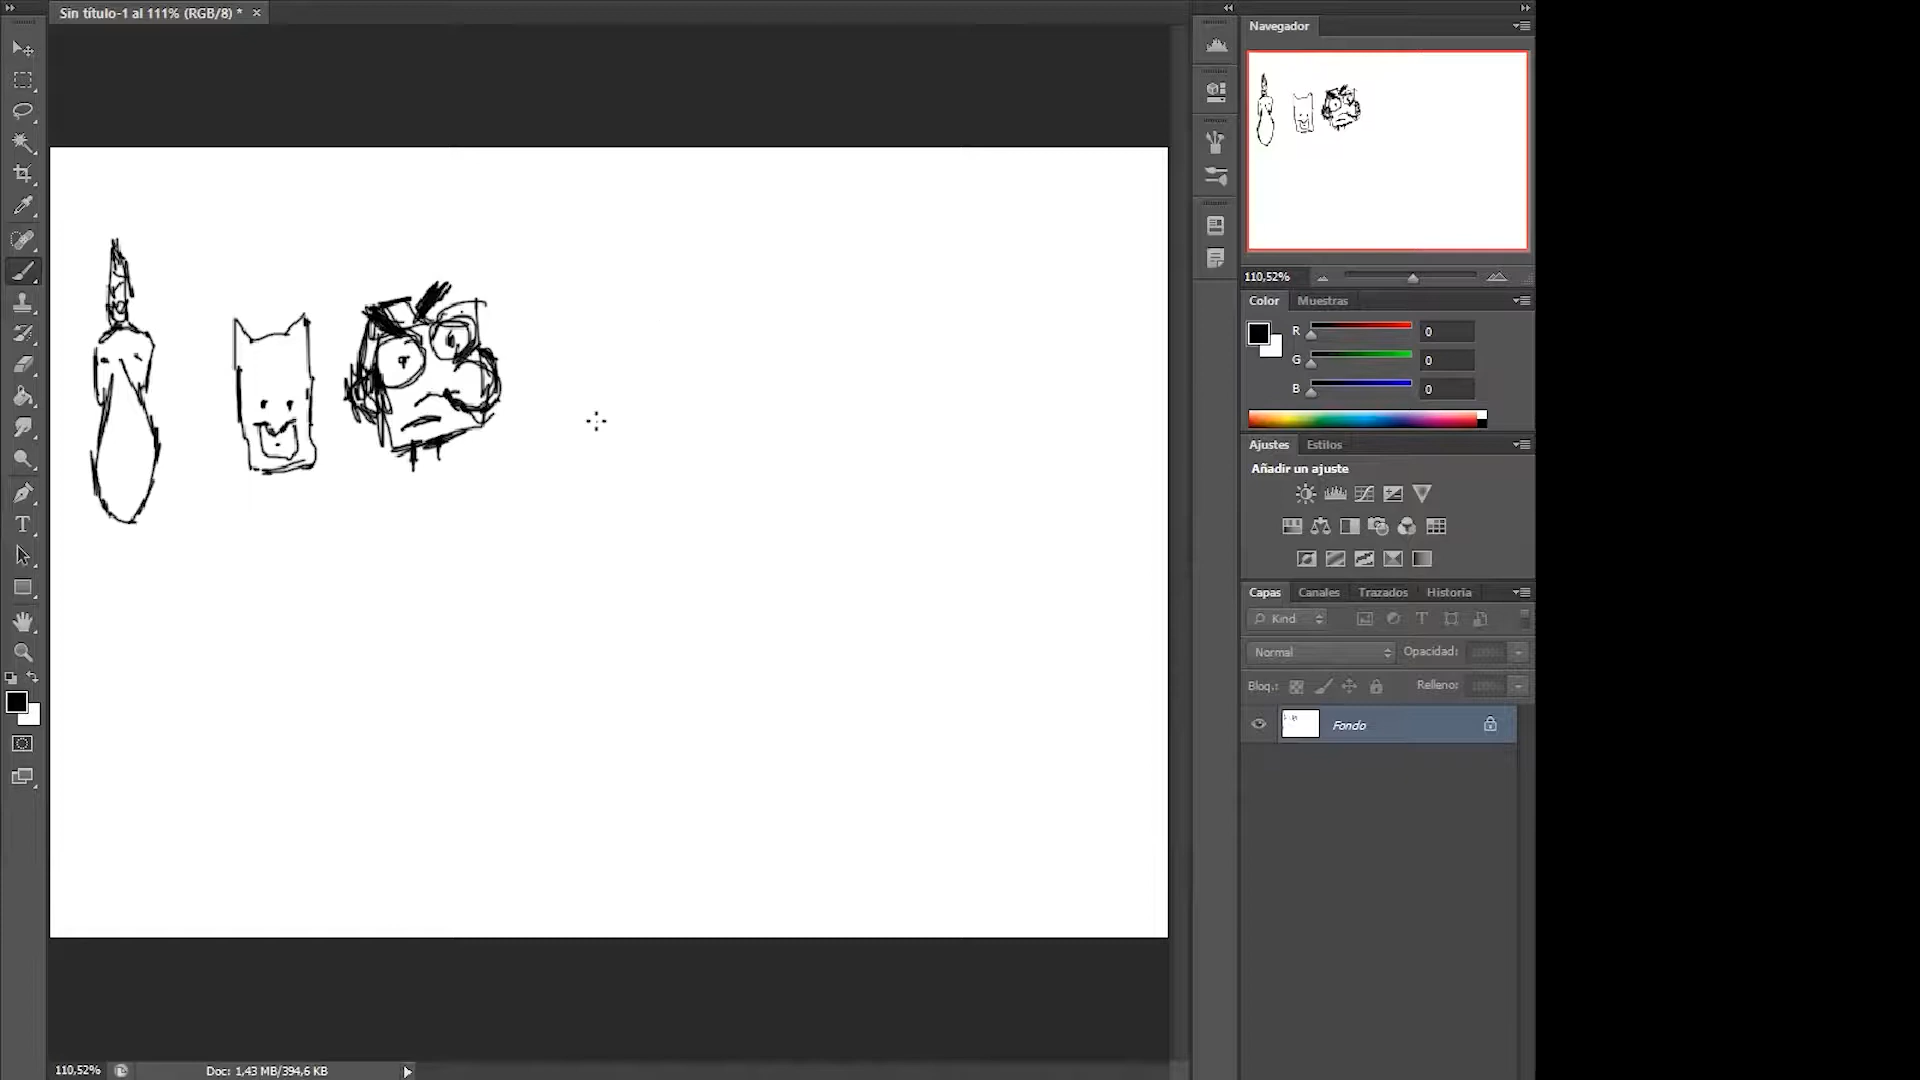 Sin título-1 al 111% (RGB/8) * ×
Navegador
110,52%
Color Muestras
R 0
G 0
B 0
Ajustes Estilos
Añadir un ajuste
Capas Canales Trazados Historia
Kind
Normal Opacidad:
Bloq.: Relleno:
Fondo
110,52% Doc: 1,43 MB/394,6 KB